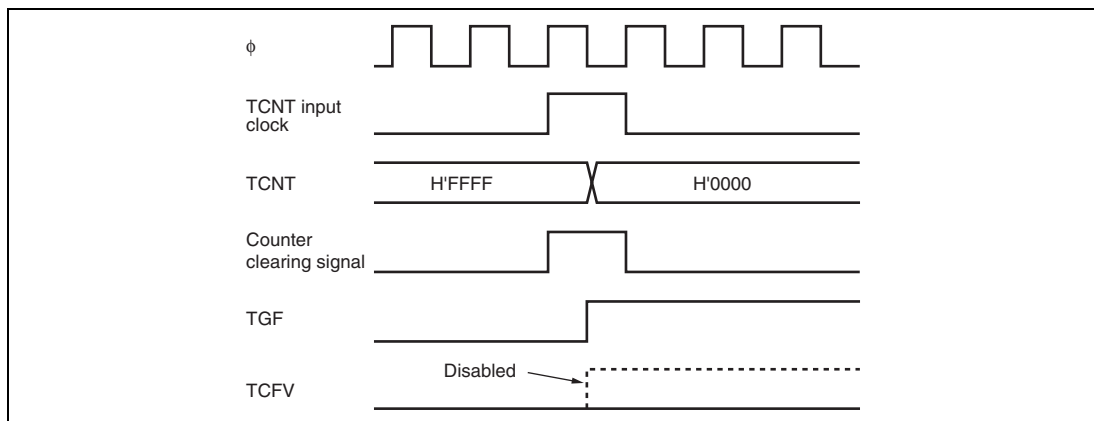 ϕ
TCNT input
clock
TCNT
H'FFFF
H'0000
Counter
clearing signal
TGF
Disabled
TCFV